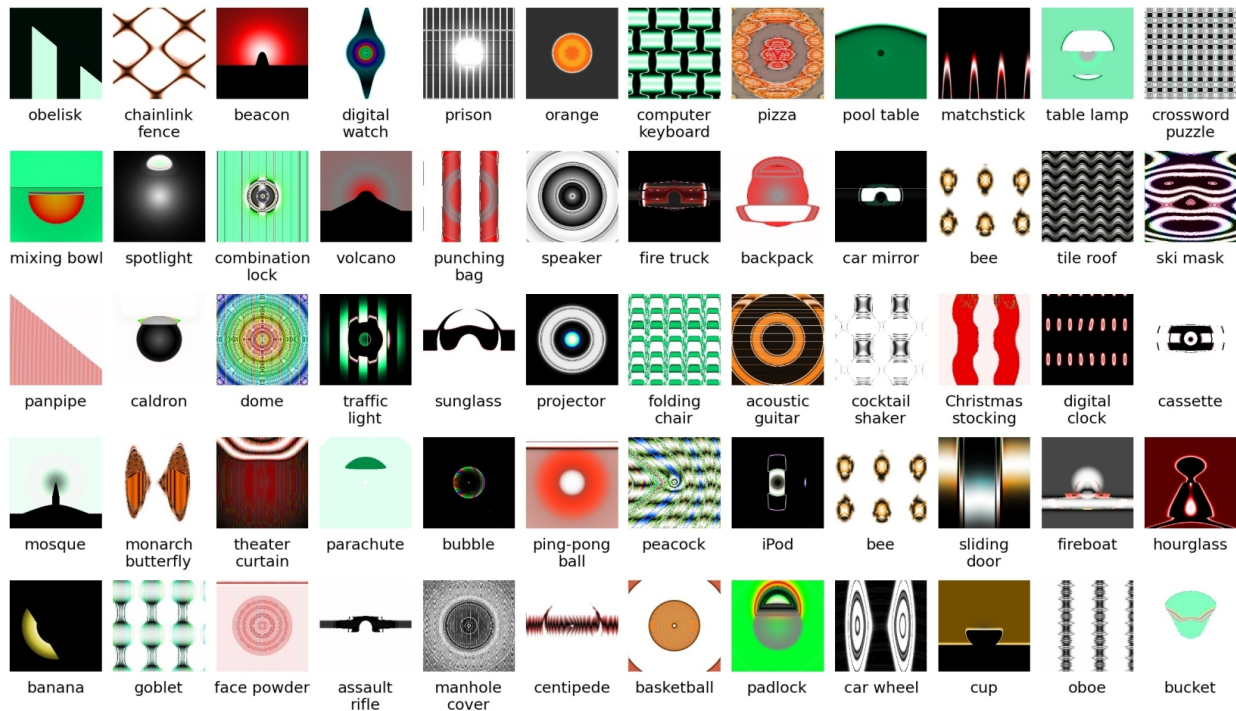 obelisk
chainlink
fence
beacon
digital
watch
prison
orange
computer
keyboard
pizza
pool table
matchstick
table lamp
crossword
puzzle
mixing bowl
spotlight
combination
lock
volcano
punching
bag
speaker
fire truck
backpack
car mirror
bee
tile roof
ski mask
panpipe
caldron
dome
traffic
light
sunglass
projector
folding
chair
acoustic
guitar
cocktail
shaker
Christmas
stocking
digital
clock
cassette
mosque
monarch
butterfly
theater
curtain
parachute
bubble
ping-pong
ball
peacock
iPod
bee
sliding
door
fireboat
hourglass
banana
goblet
face powder
assault
rifle
manhole
cover
centipede
basketball
padlock
car wheel
cup
oboe
bucket